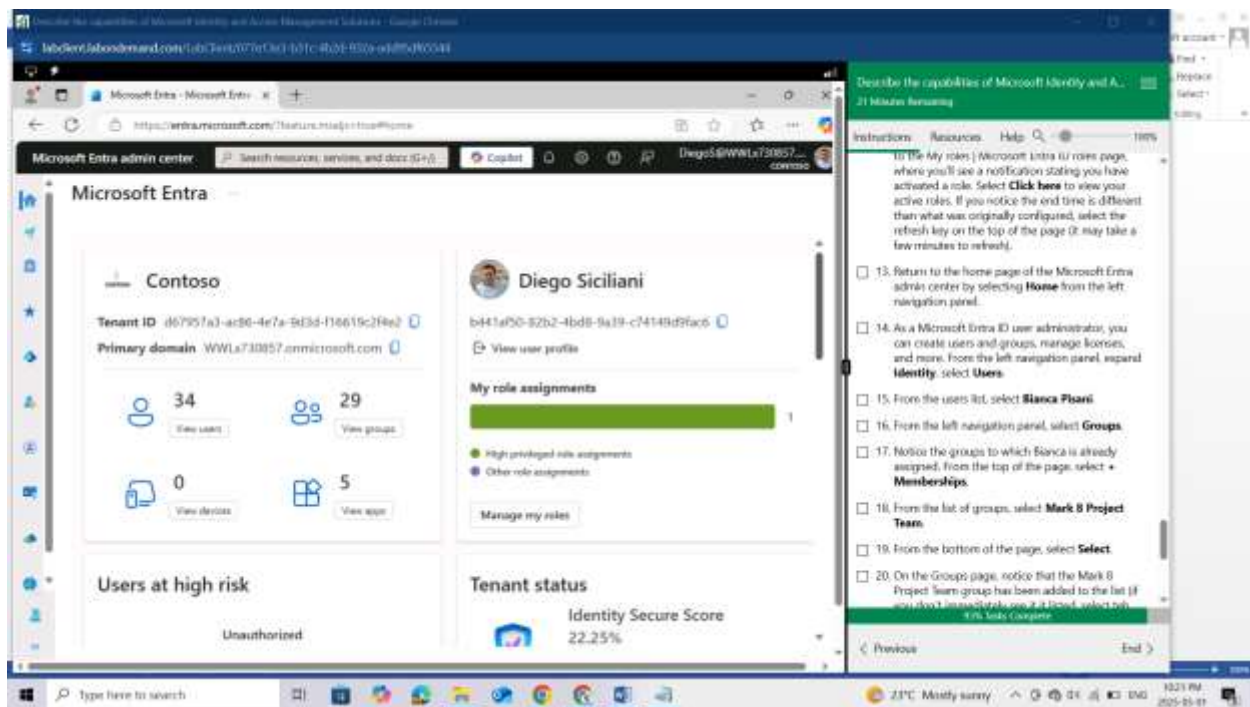 Describe the capabilities of Microsoft Identity and Access Management Solutions - Google Chrome
Microsoft Entra - Microsoft Entr
Microsoft Entra admin center
Search resources, services, and docs (G+/)
Copilot
contoso
Microsoft Entra
Contoso
Tenant ID
Primary domain WWLx730857.onmicrosoft.com
34
View users
29
View groups
0
View devices
5
View apps
Diego Siciliani
View user profile
My role assignments
1
High privileged role assignments
Other role assignments
Manage my roles
Users at high risk
Unauthorized
Tenant status
Identity Secure Score
22.25%
Describe the capabilities of Microsoft Identity and A...
21 Minutes Remaining
Instructions Resources Help 100%
to the My roles | Microsoft Entra ID roles page,
where you'll see a notification stating you have
activated a role. Select Click here to view your
active roles. If you notice the end time is different
than what was originally configured, select the
refresh key on the top of the page (it may take a
few minutes to refresh).
13. Return to the home page of the Microsoft Entra
admin center by selecting Home from the left
navigation panel.
14. As a Microsoft Entra ID user administrator, you
can create users and groups, manage licenses,
and more. From the left navigation panel, expand
Identity, select Users.
15. From the users list, select Bianca Pisani.
16. From the left navigation panel, select Groups.
17. Notice the groups to which Bianca is already
assigned. From the top of the page, select +
Memberships.
18. From the list of groups, select Mark 8 Project
Team.
19. From the bottom of the page, select Select.
20. On the Groups page, notice that the Mark 8
Project Team group has been added to the list (if
93% Tasks Complete
Previous
End
Find
Replace
Select
Type here to search
23°C Mostly sunny
ENG
10:23 PM